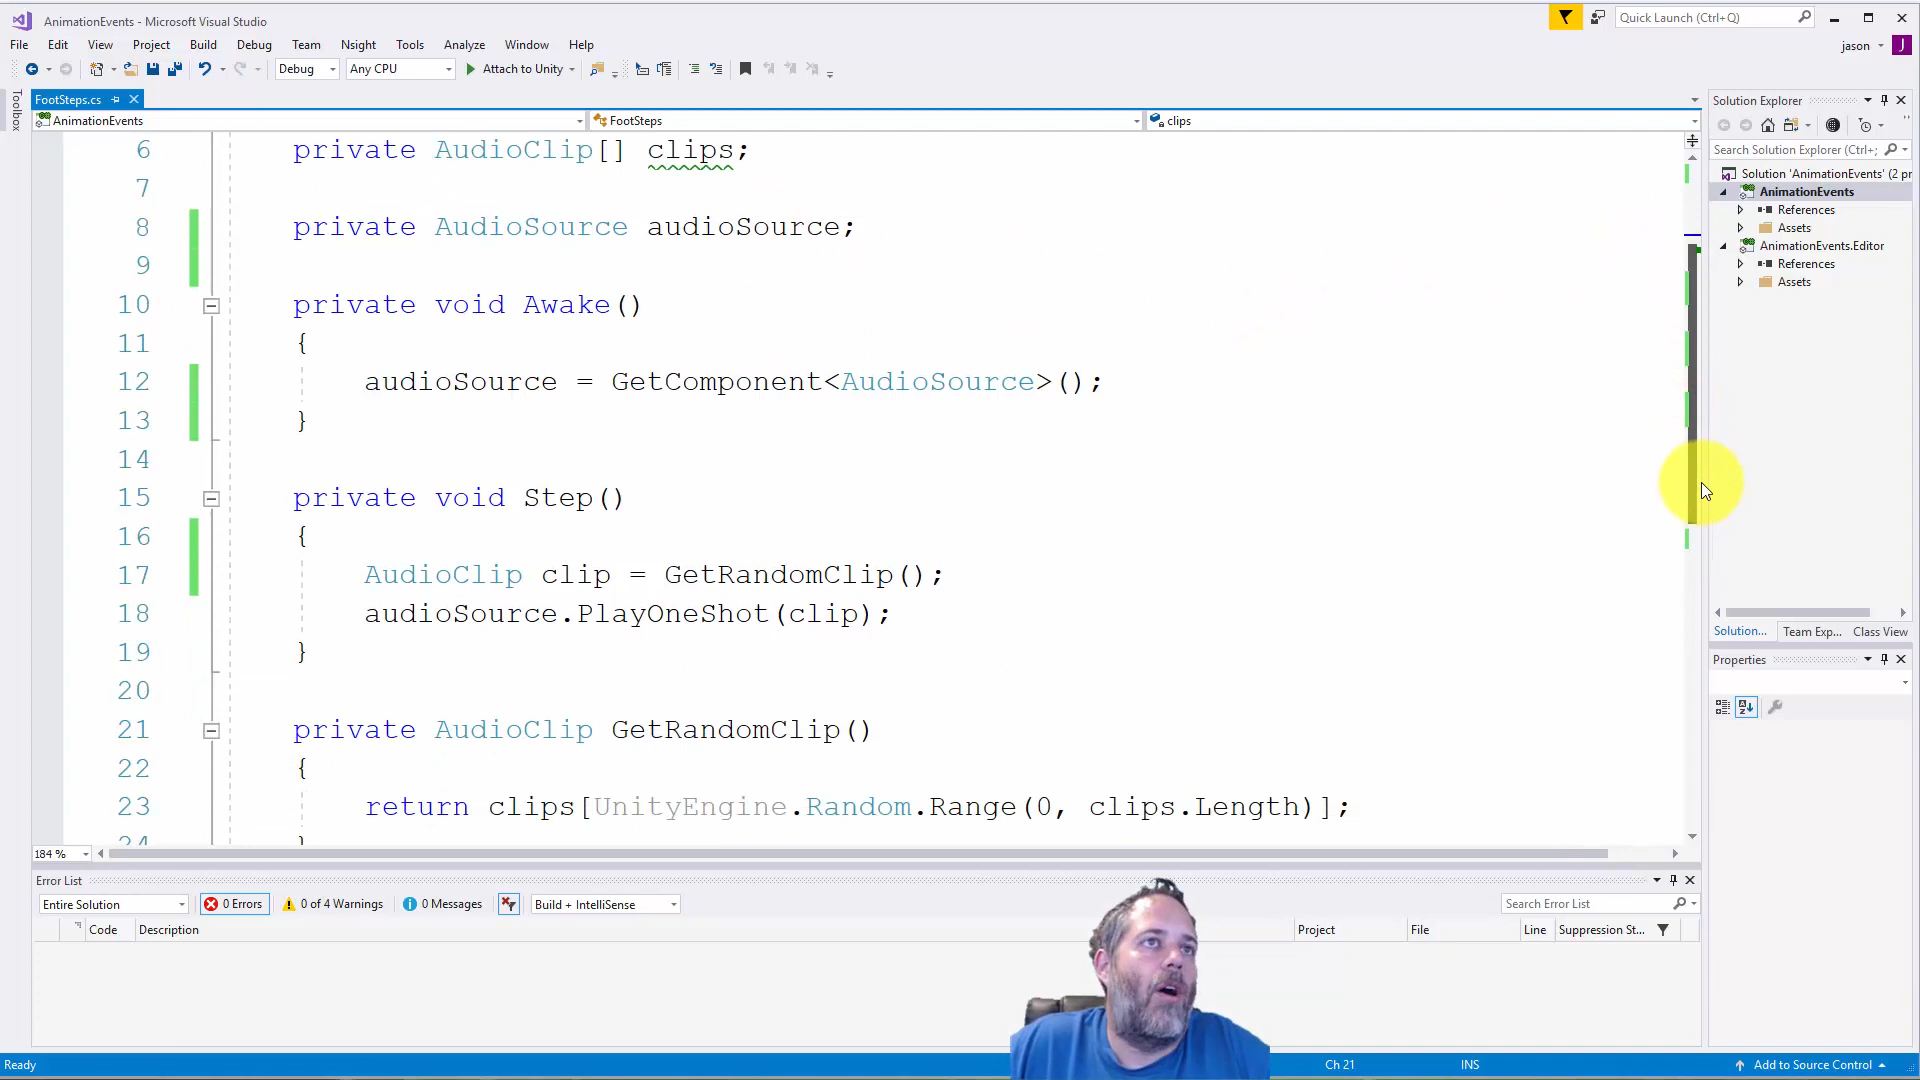 AnimationEvents - Microsoft Visual Studio
Quick Launch (Ctrl+Q)
File Edit View Project Build Debug Team Nsight Tools Analyze Window Help
jason J
Debug Any CPU Attach to Unity
Toolbox
FootSteps.cs
AnimationEvents FootSteps clips
6 private AudioClip[] clips;
7
8 private AudioSource audioSource;
9
10 private void Awake()
11 {
12 audioSource = GetComponent<AudioSource>();
13 }
14
15 private void Step()
16 {
17 AudioClip clip = GetRandomClip();
18 audioSource.PlayOneShot(clip);
19 }
20
21 private AudioClip GetRandomClip()
22 {
23 return clips[UnityEngine.Random.Range(0, clips.Length)];
24 }
184 %
Solution Explorer
Search Solution Explorer (Ctrl+;
Solution 'AnimationEvents' (2 pr
AnimationEvents
References
Assets
AnimationEvents.Editor
References
Assets
Solution... Team Exp... Class View
Properties
Error List
Entire Solution 0 Errors 0 of 4 Warnings 0 Messages Build + IntelliSense Search Error List
Code Description Project File Line Suppression St...
Ready Ch 21 INS Add to Source Control